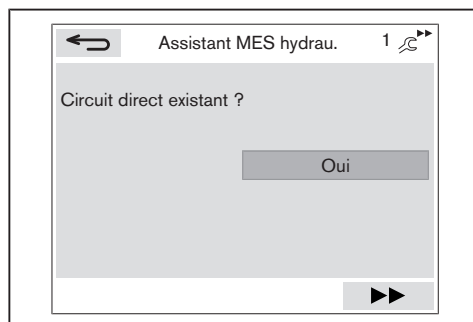 Assistant MES hydrau. 1
Circuit direct existant ?
Oui